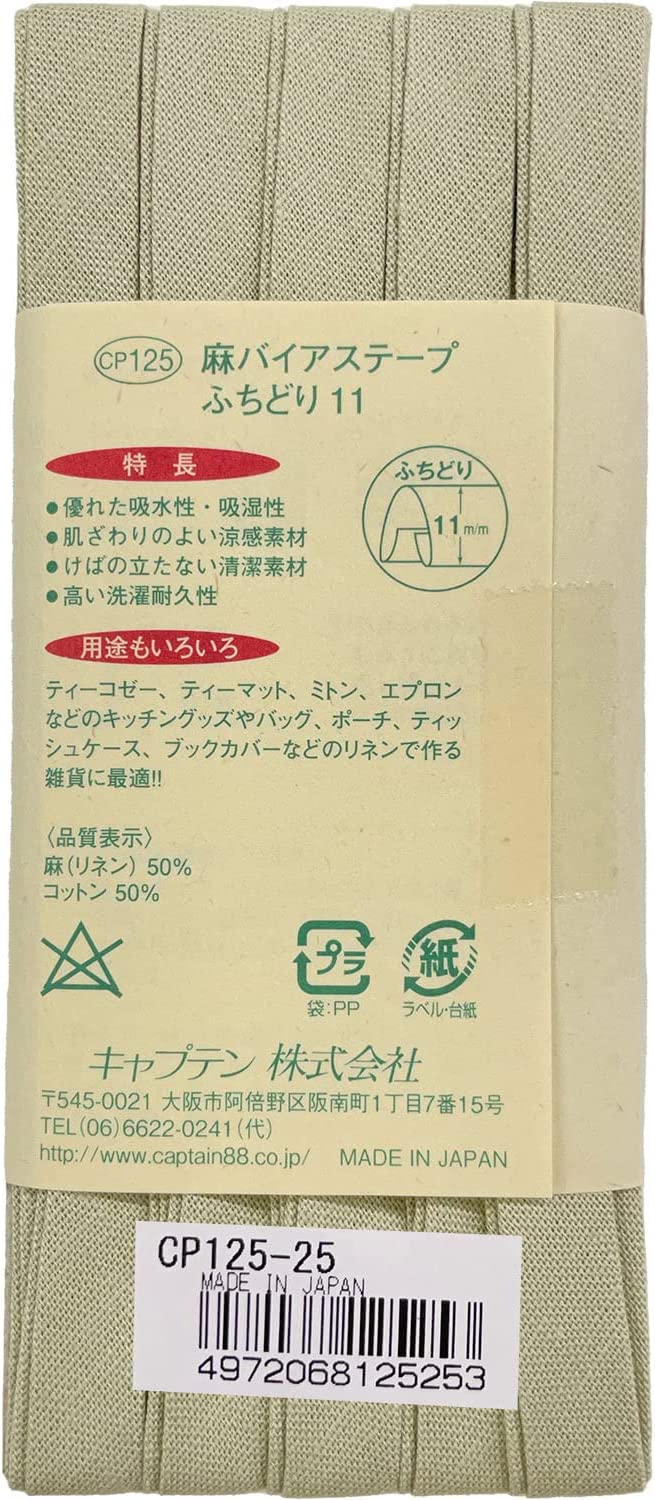 CP125 麻バイアステープ
ふちどり 11
特 長
●優れた吸水性・吸湿性
●肌ざわりのよい涼感素材
●けばの立たない清潔素材
●高い洗濯耐久性
ふちどり
11 m/m
用途もいろいろ
ティーコゼー、ティーマット、ミトン、エプロン
などのキッチングッズやバッグ、ポーチ、ティッ
シュケース、ブックカバーなどのリネンで作る
雑貨に最適!!
〈品質表示〉
麻(リネン) 50%
コットン 50%
プラ
紙
袋:PP
ラベル・台紙
キャプテン 株式会社
〒545-0021 大阪市阿倍野区阪南町1丁目7番15号
TEL(06)6622-0241(代)
http://www.captain88.co.jp/ MADE IN JAPAN
CP125-25
MADE IN JAPAN
4972068125253